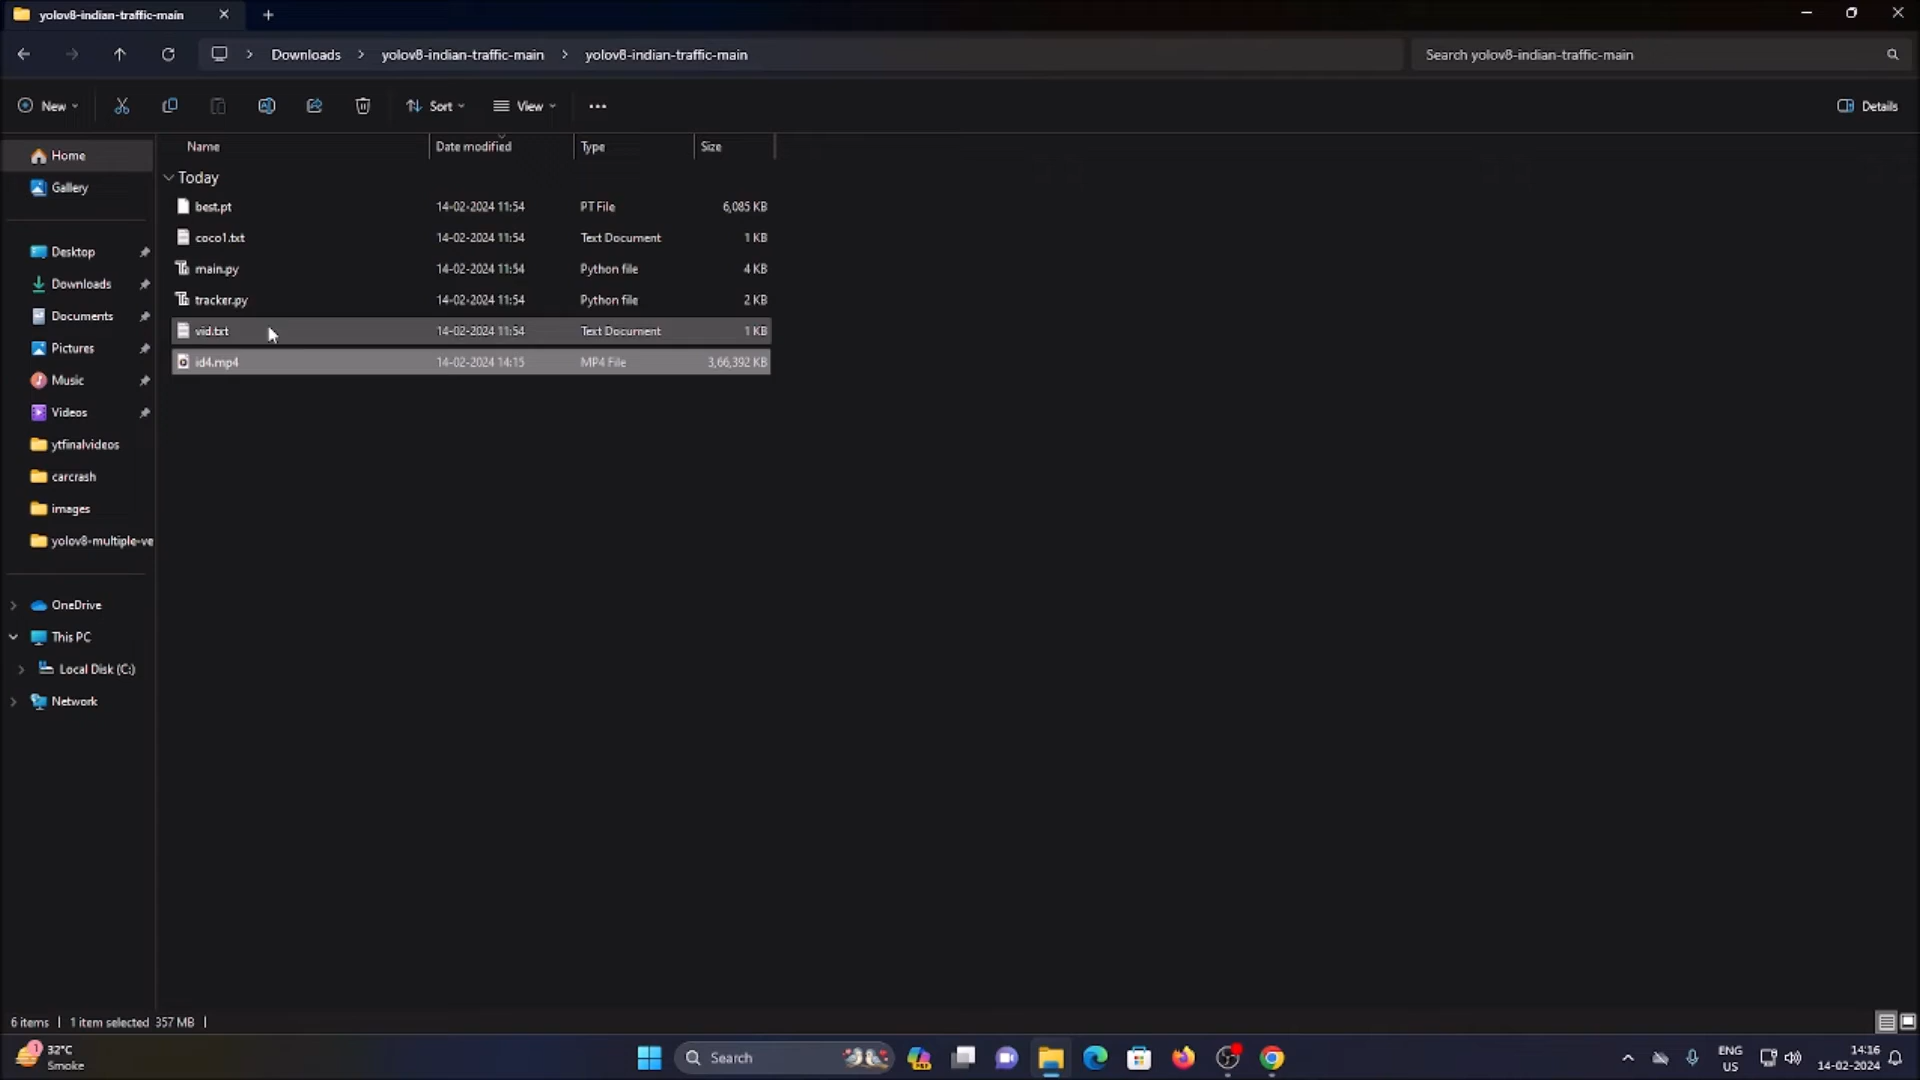 yolov8-indian-traffic-main
Downloads > yolov8-indian-traffic-main > yolov8-indian-traffic-main
Search yolov8-indian-traffic-main
New
Sort
View
Details
Name Date modified Type Size
Today
best.pt 14-02-2024 11:54 PT File 6,085 KB
coco1.txt 14-02-2024 11:54 Text Document 1 KB
main.py 14-02-2024 11:54 Python file 4 KB
tracker.py 14-02-2024 11:54 Python file 2 KB
vid.txt 14-02-2024 11:54 Text Document 1 KB
id4.mp4 14-02-2024 14:15 MP4 File 3,66,392 KB
Home
Gallery
Desktop
Downloads
Documents
Pictures
Music
Videos
ytfinalvideos
carcrash
images
yolov8-multiple-ve
OneDrive
This PC
Local Disk (C:)
Network
6 items | 1 item selected 357 MB |
1
32°C
Smoke
Search
ENG
US
14:16
14-02-2024